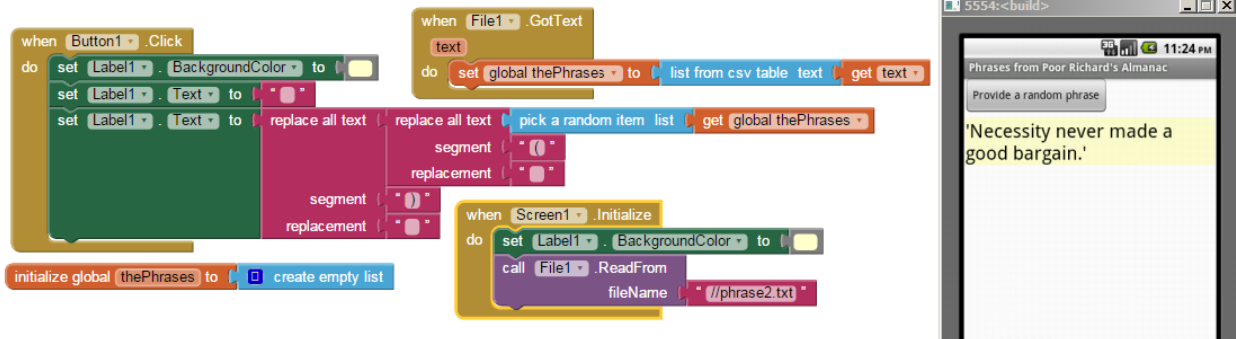 when Button1 .Click
do set Label1 . BackgroundColor to
set Label1 . Text to " "
set Label1 . Text to replace all text replace all text pick a random item list get global thePhrases
segment " ( "
replacement " "
segment " ) "
replacement " "
initialize global thePhrases to create empty list
when File1 .GotText
text
do set global thePhrases to list from csv table text get text
when Screen1 .Initialize
do set Label1 . BackgroundColor to
call File1 .ReadFrom
fileName " //phrase2.txt "
5554:<build>
3G 11:24 PM
Phrases from Poor Richard's Almanac
Provide a random phrase
'Necessity never made a
good bargain.'